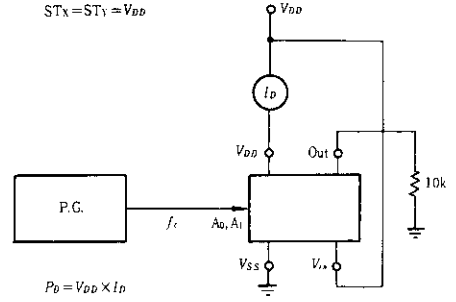 STX=STY=VDD
VDD
ID
VDD
Out
10k
P.G.
fc
A0, A1
VSS
Vin
PD=VDD×ID